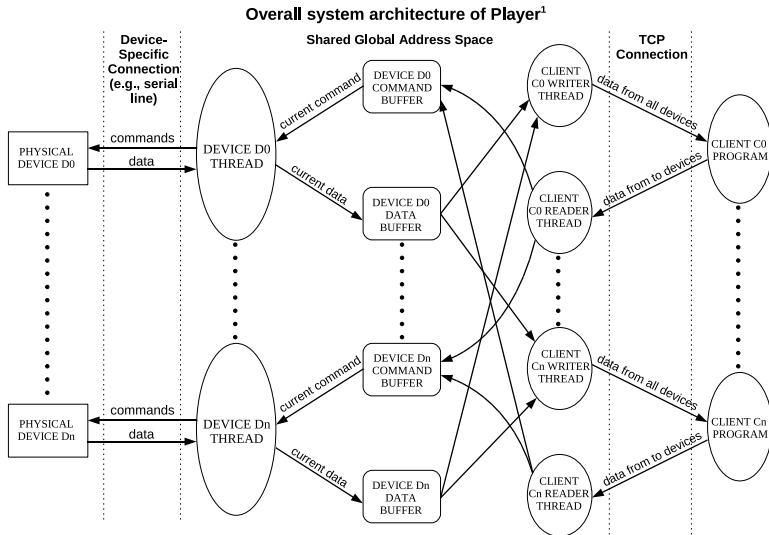 Overall system architecture of Player1
Device-
Specific
Connection
(e.g., serial
line)
Shared Global Address Space
TCP
Connection
PHYSICAL
DEVICE D0
commands
data
DEVICE D0
THREAD
current command
current data
DEVICE D0
COMMAND
BUFFER
DEVICE D0
DATA
BUFFER
CLIENT
C0 WRITER
THREAD
CLIENT
C0 READER
THREAD
data from all devices
data from to devices
CLIENT C0
PROGRAM
PHYSICAL
DEVICE Dn
commands
data
DEVICE Dn
THREAD
current command
current data
DEVICE Dn
COMMAND
BUFFER
DEVICE Dn
DATA
BUFFER
CLIENT
Cn WRITER
THREAD
CLIENT
Cn READER
THREAD
data from all devices
data from to devices
CLIENT Cn
PROGRAM